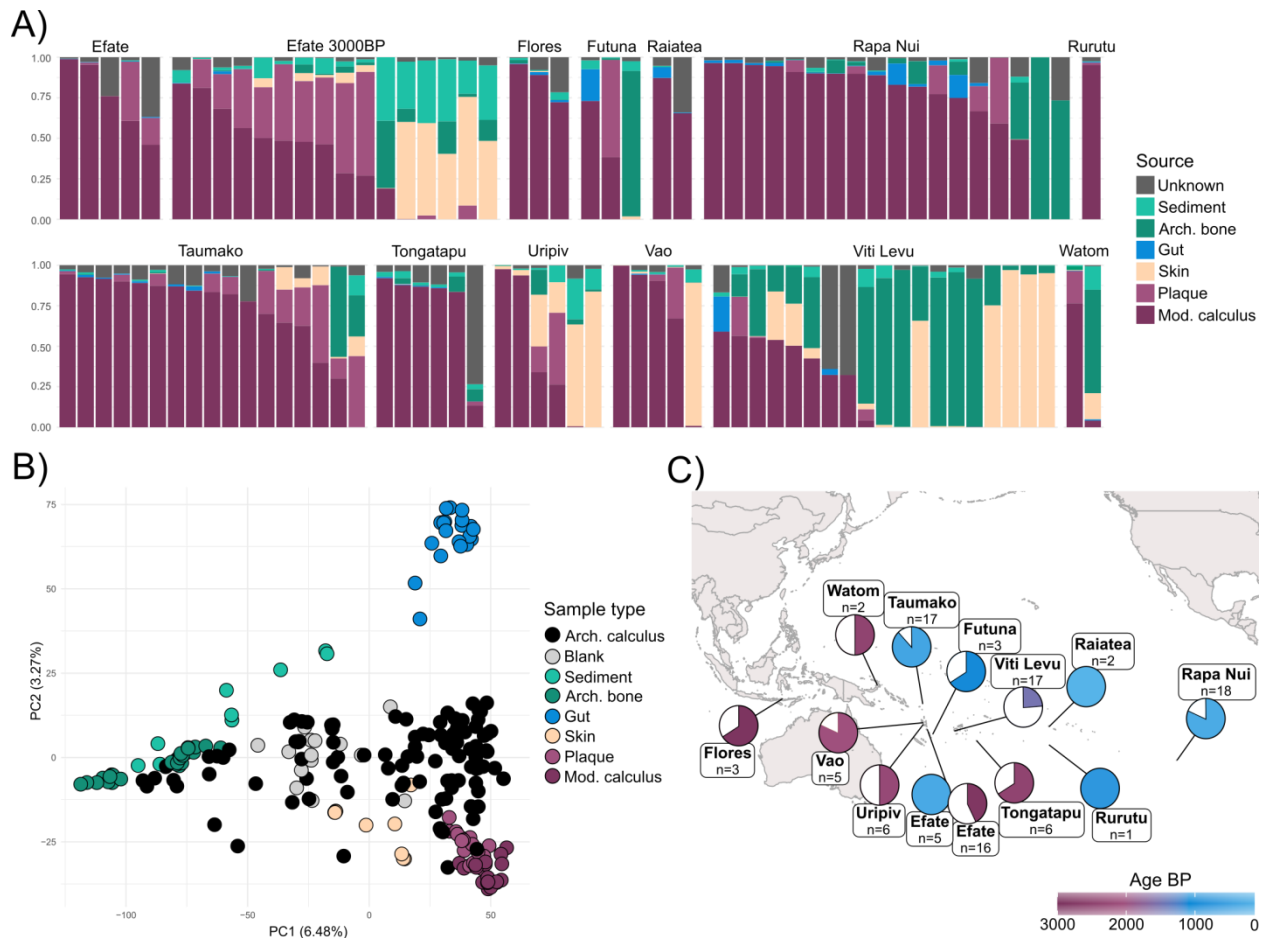 A)
Efate Efate 3000BP Flores Futuna Raiatea Rapa Nui Rurutu
1.00
0.75
0.50
0.25
0.00
Source
Unknown
Sediment
Arch. bone
Gut
Skin
Plaque
Mod. calculus
Taumako Tongatapu Uripiv Vao Viti Levu Watom
1.00
0.75
0.50
0.25
0.00
B)
75
50
25
0
−25
PC2 (3.27%)
−100 −50 0 50
PC1 (6.48%)
Sample type
Arch. calculus
Blank
Sediment
Arch. bone
Gut
Skin
Plaque
Mod. calculus
C)
Watom
n=2
Taumako
n=17
Futuna
n=3
Viti Levu
n=17
Raiatea
n=2
Rapa Nui
n=18
Flores
n=3
Vao
n=5
Uripiv
n=6
Efate
n=5
Efate
n=16
Tongatapu
n=6
Rurutu
n=1
Age BP
3000 2000 1000 0